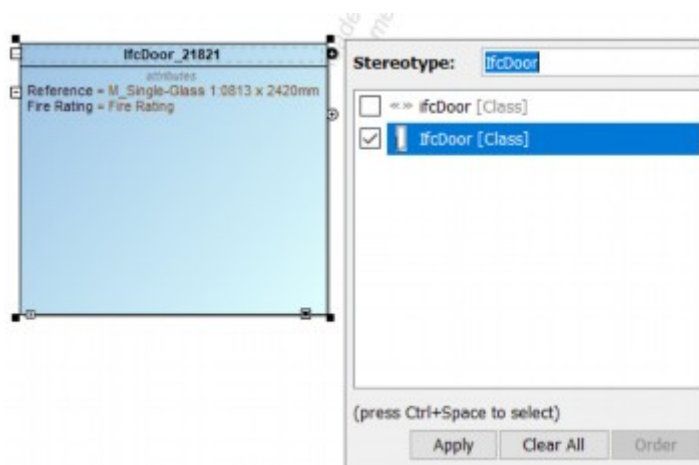 IfcDoor_21821
attributes
Reference = M_Single-Glass 1:0813 x 2420mm
Fire Rating = Fire Rating
Stereotype: IfcDoor
«» ifcDoor [Class]
IfcDoor [Class]
(press Ctrl+Space to select)
Apply Clear All Order